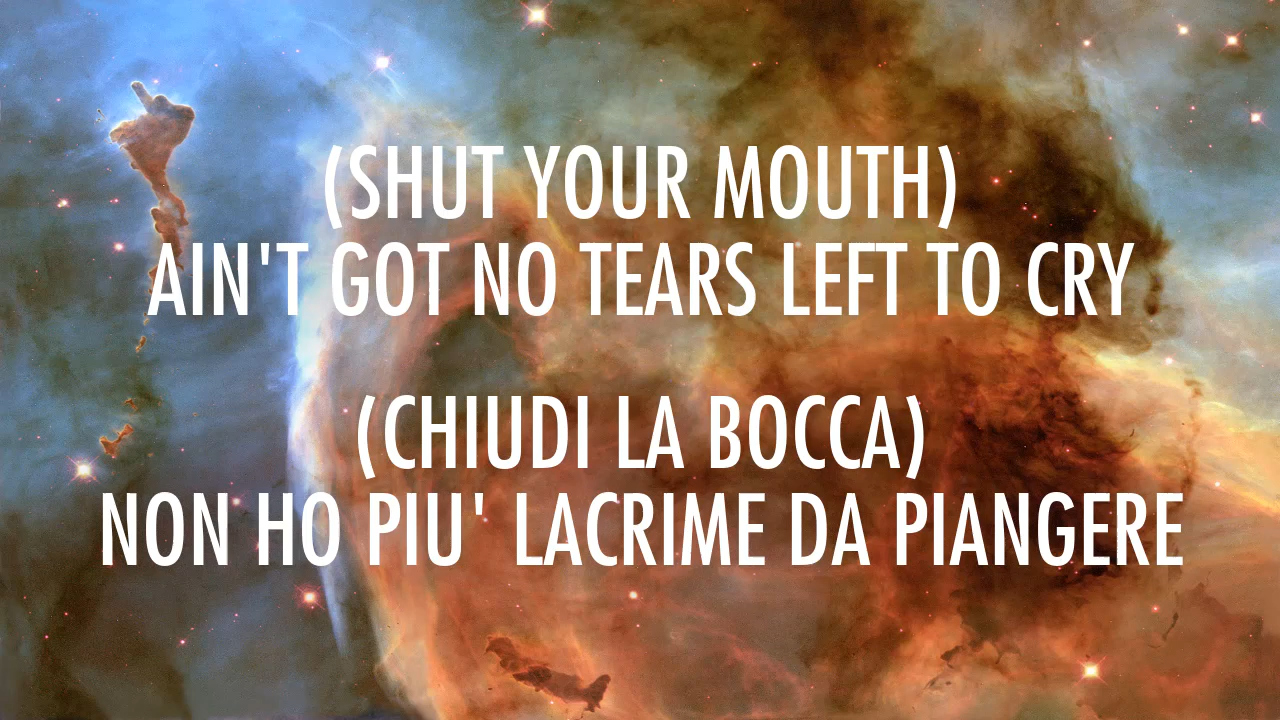 (SHUT YOUR MOUTH)
AIN'T GOT NO TEARS LEFT TO CRY
(CHIUDI LA BOCCA)
NON HO PIU' LACRIME DA PIANGERE